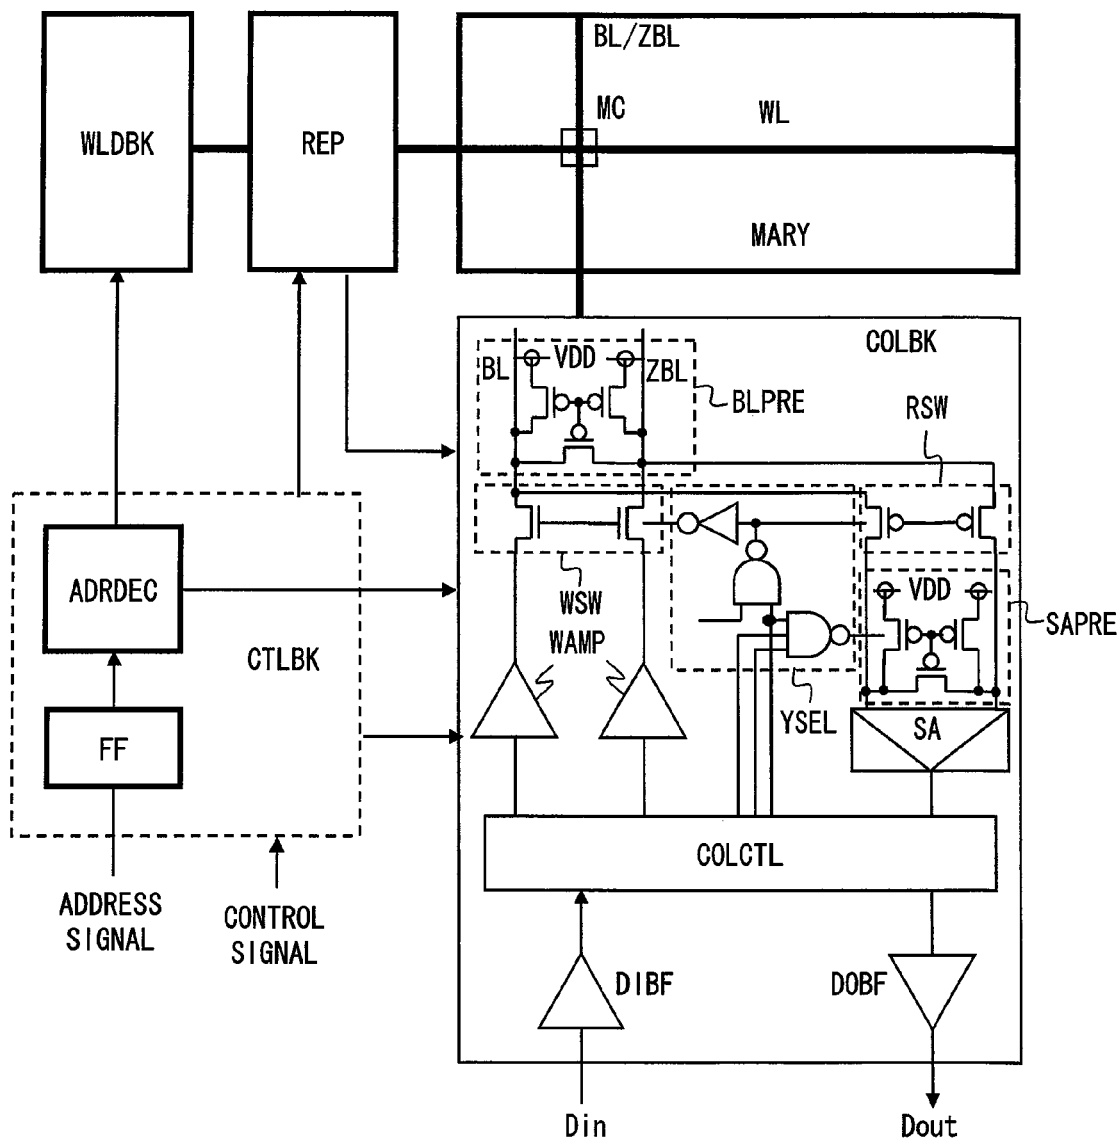 WLDBK
REP
BL/ZBL
MC
WL
MARY
COLBK
BL
VDD
ZBL
BLPRE
RSW
WSW
WAMP
VDD
SAPRE
YSEL
SA
ADRDEC
CTLBK
FF
COLCTL
ADDRESS
SIGNAL
CONTROL
SIGNAL
DIBF
DOBF
Din
Dout